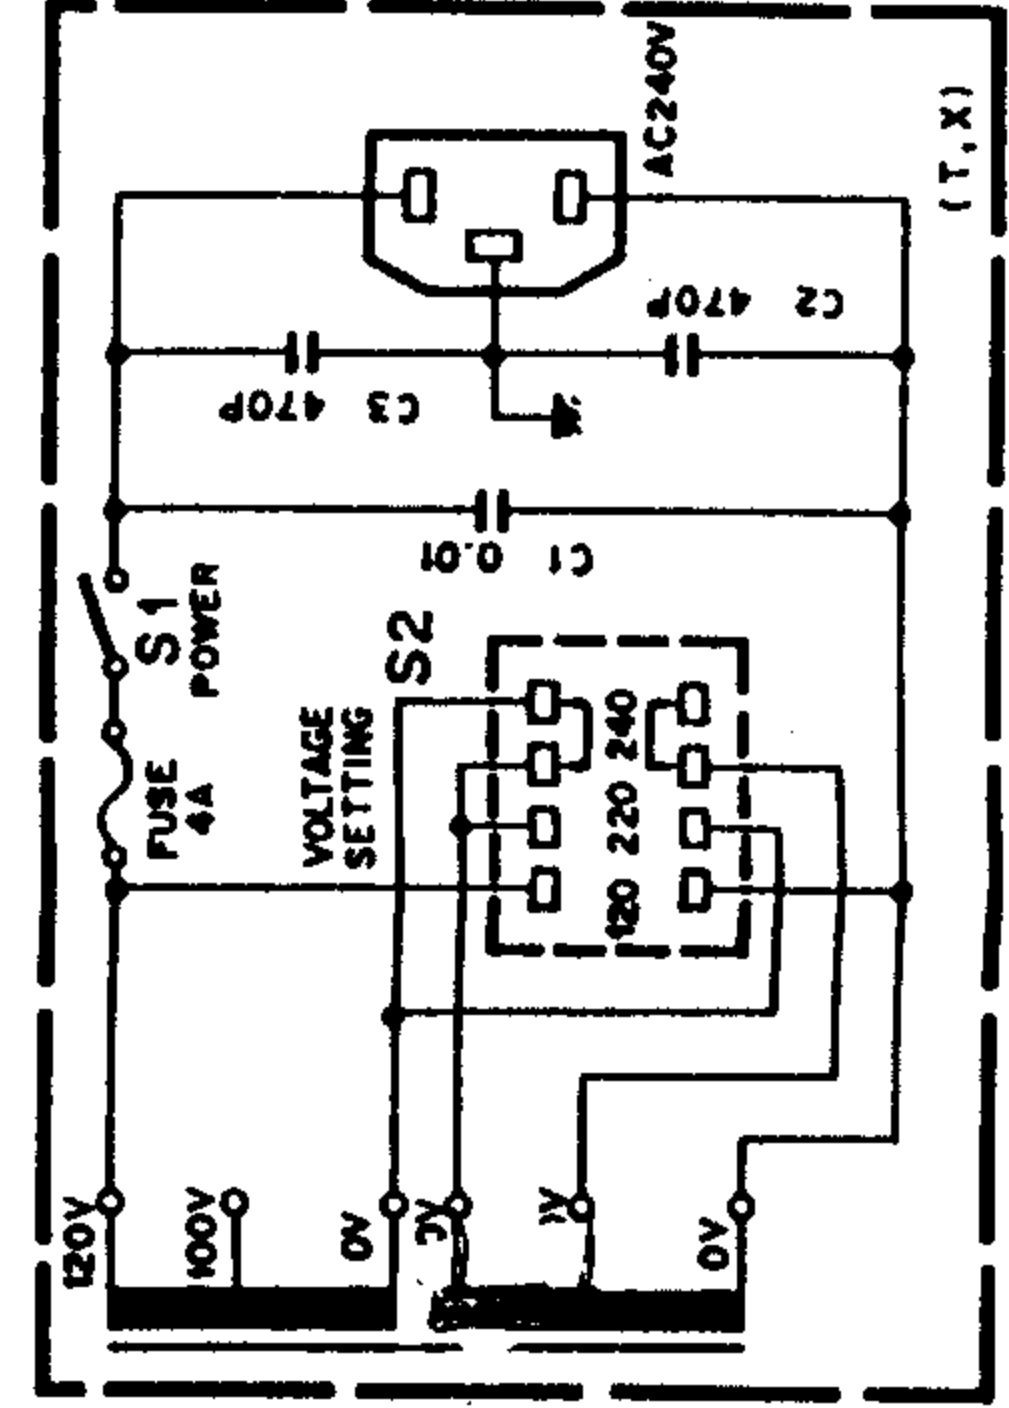 AC240V
(T,X)
C2 470P
C3 470P
C1 0.01
S1
POWER
S2
FUSE
4A
VOLTAGE
SETTING
120 220 240
120V
100V
0V
0V